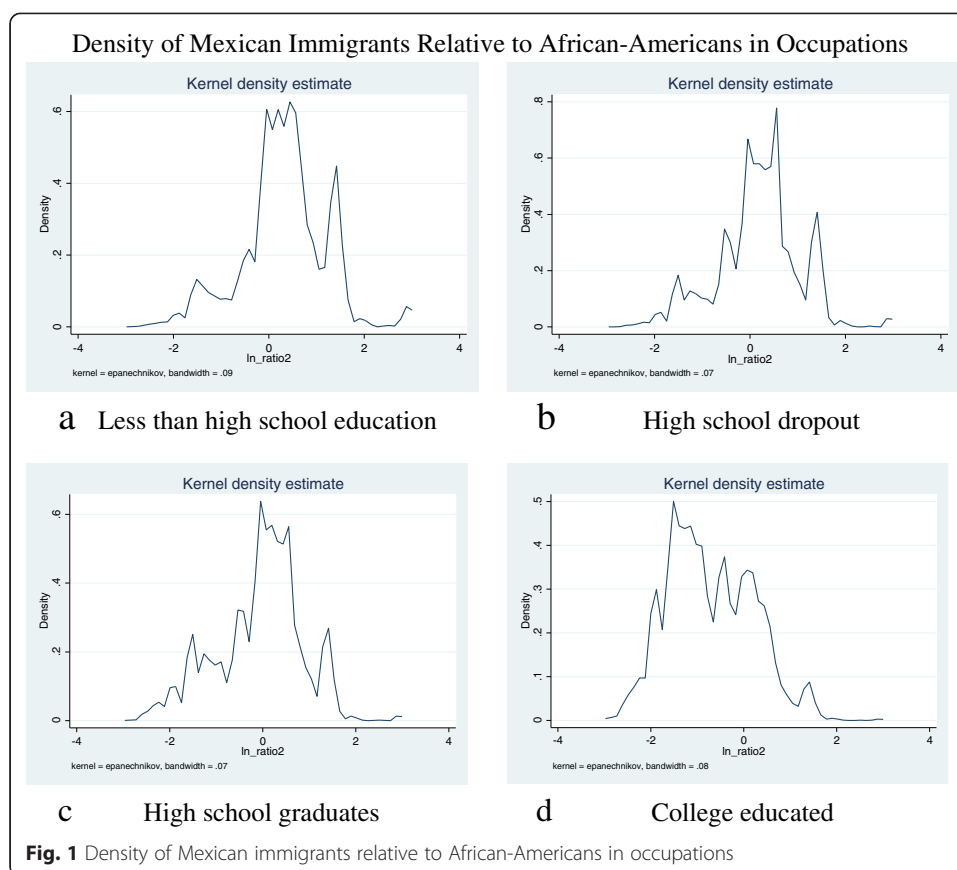 Density of Mexican Immigrants Relative to African-Americans in Occupations
Kernel density estimate
Density
0 .2 .4 .6
-4 -2 0 2 4
ln_ratio2
kernel = epanechnikov, bandwidth = .09
a Less than high school education
Kernel density estimate
Density
0 .2 .4 .6 .8
-4 -2 0 2 4
ln_ratio2
kernel = epanechnikov, bandwidth = .07
b High school dropout
Kernel density estimate
Density
0 .2 .4 .6
-4 -2 0 2 4
ln_ratio2
kernel = epanechnikov, bandwidth = .07
c High school graduates
Kernel density estimate
Density
0 .1 .2 .3 .4 .5
-4 -2 0 2 4
ln_ratio2
kernel = epanechnikov, bandwidth = .08
d College educated
Fig. 1 Density of Mexican immigrants relative to African-Americans in occupations